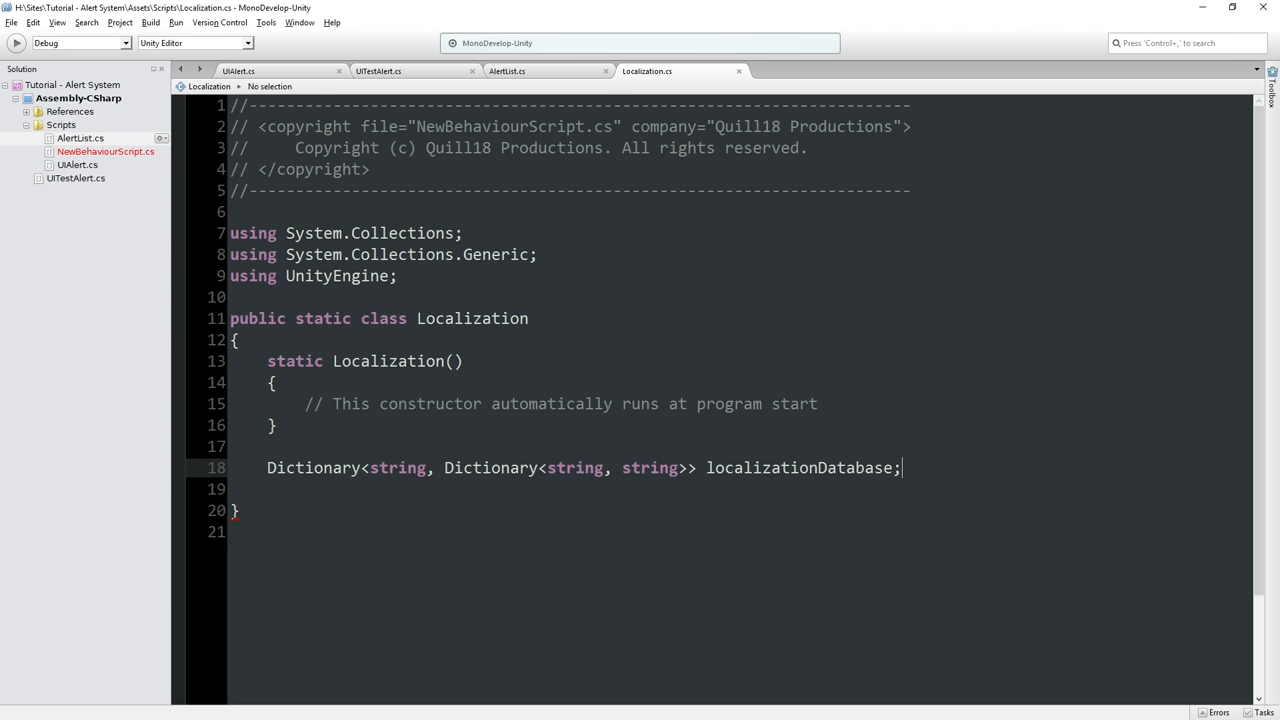 H:\Sites\Tutorial - Alert System\Assets\Scripts\Localization.cs - MonoDevelop-Unity
File Edit View Search Project Build Run Version Control Tools Window Help
Debug Unity Editor MonoDevelop-Unity Press 'Control+,' to search
Solution
UIAlert.cs UITestAlert.cs AlertList.cs Localization.cs
Localization No selection
Tutorial - Alert System
Assembly-CSharp
References
Scripts
AlertList.cs
NewBehaviourScript.cs
UIAlert.cs
UITestAlert.cs
1 //-----------------------------------------------------------------------
2 // <copyright file="NewBehaviourScript.cs" company="Quill18 Productions">
3 //     Copyright (c) Quill18 Productions. All rights reserved.
4 // </copyright>
5 //-----------------------------------------------------------------------
6
7 using System.Collections;
8 using System.Collections.Generic;
9 using UnityEngine;
10
11 public static class Localization
12 {
13     static Localization()
14     {
15         // This constructor automatically runs at program start
16     }
17
18     Dictionary<string, Dictionary<string, string>> localizationDatabase;
19
20 }
21
Toolbox
Errors Tasks